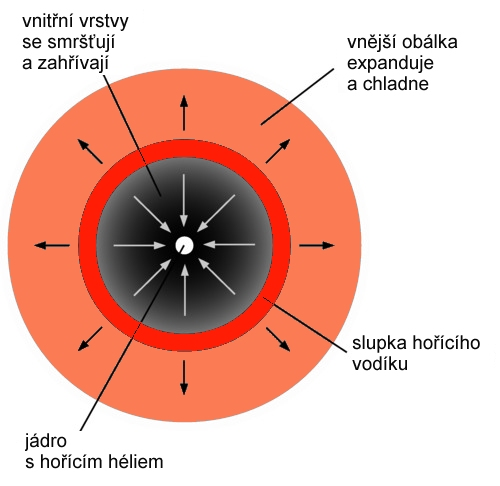 vnitřní vrstvy
se smršťují
a zahřívají
vnější obálka
expanduje
a chladne
slupka hořícího
vodíku
jádro
s hořícím héliem